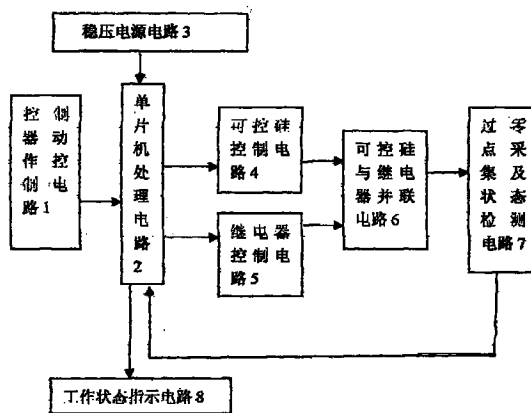 稳压电源电路3
控制
器动
作控
制电
路1
单
片
机
处
理
电
路
2
可控硅
控制电
路4
继电器
控制电
路5
可控硅
与继电
器并联
电路6
过零
点采
集及
状态
检测
电路7
工作状态指示电路8